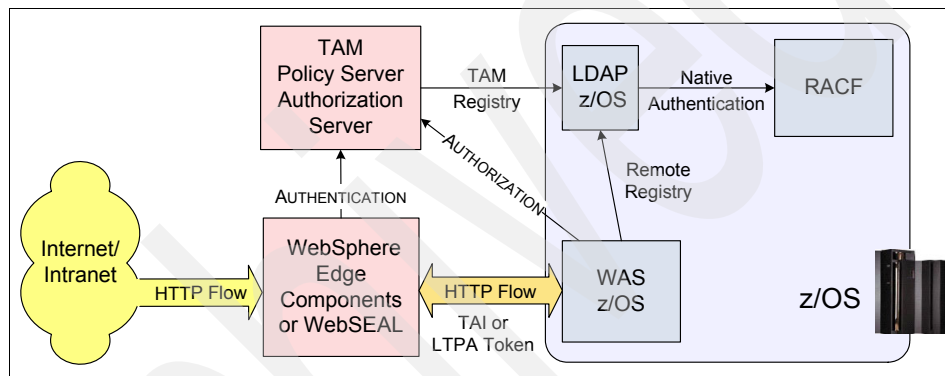 TAM
Policy Server
Authorization
Server
TAM
Registry
LDAP
z/OS
Native
Authentication
RACF
AUTHENTICATION
AUTHORIZATION
Remote
Registry
Internet/
Intranet
HTTP Flow
WebSphere
Edge
Components
or WebSEAL
HTTP Flow
TAI or
LTPA Token
WAS
z/OS
z/OS